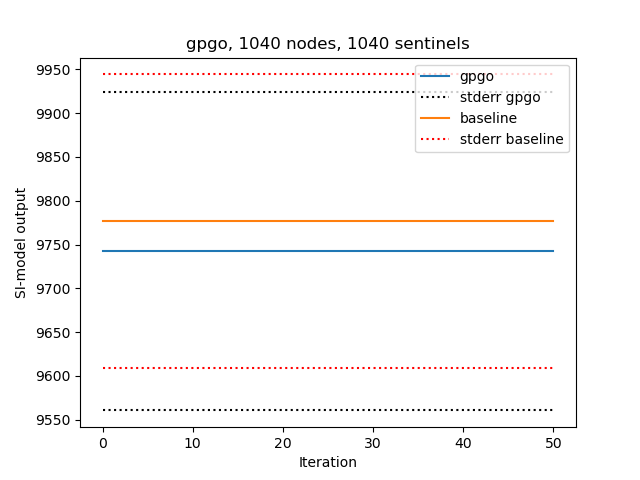 gpgo, 1040 nodes, 1040 sentinels
9950
9900
9850
9800
9750
9700
9650
9600
9550
SI-model output
gpgo
stderr gpgo
baseline
stderr baseline
0 10 20 30 40 50
Iteration